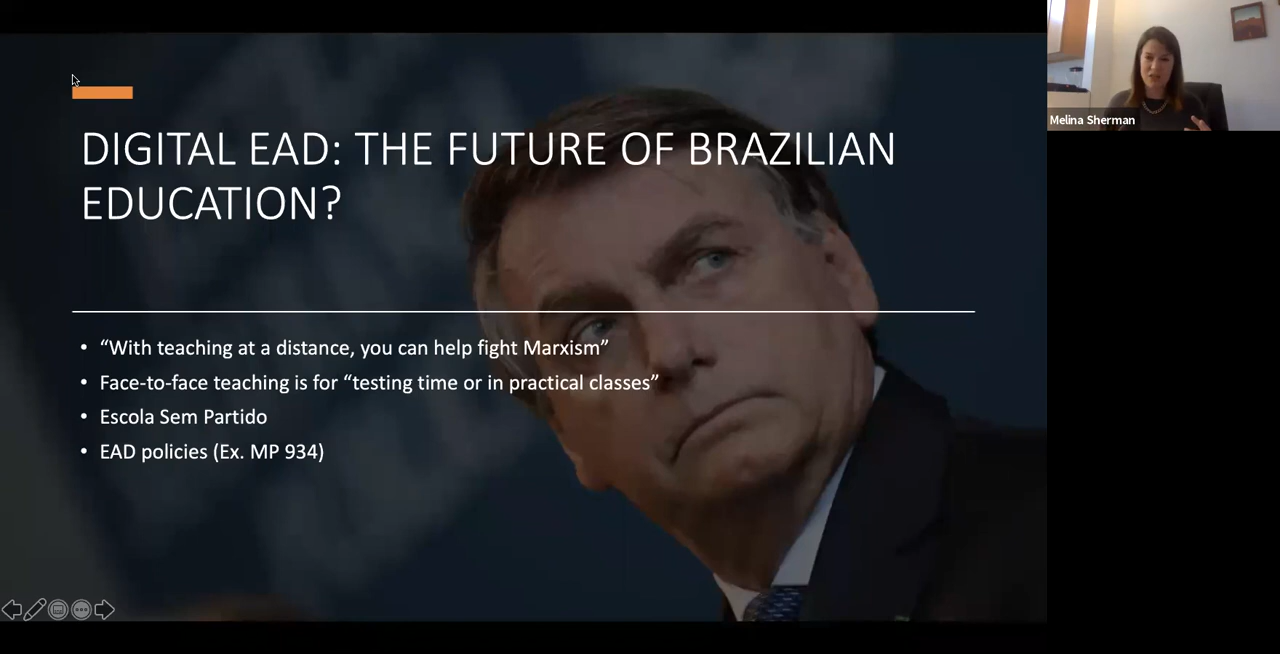 DIGITAL EAD: THE FUTURE OF BRAZILIAN
EDUCATION?
• “With teaching at a distance, you can help fight Marxism”
• Face-to-face teaching is for “testing time or in practical classes”
• Escola Sem Partido
• EAD policies (Ex. MP 934)
Melina Sherman